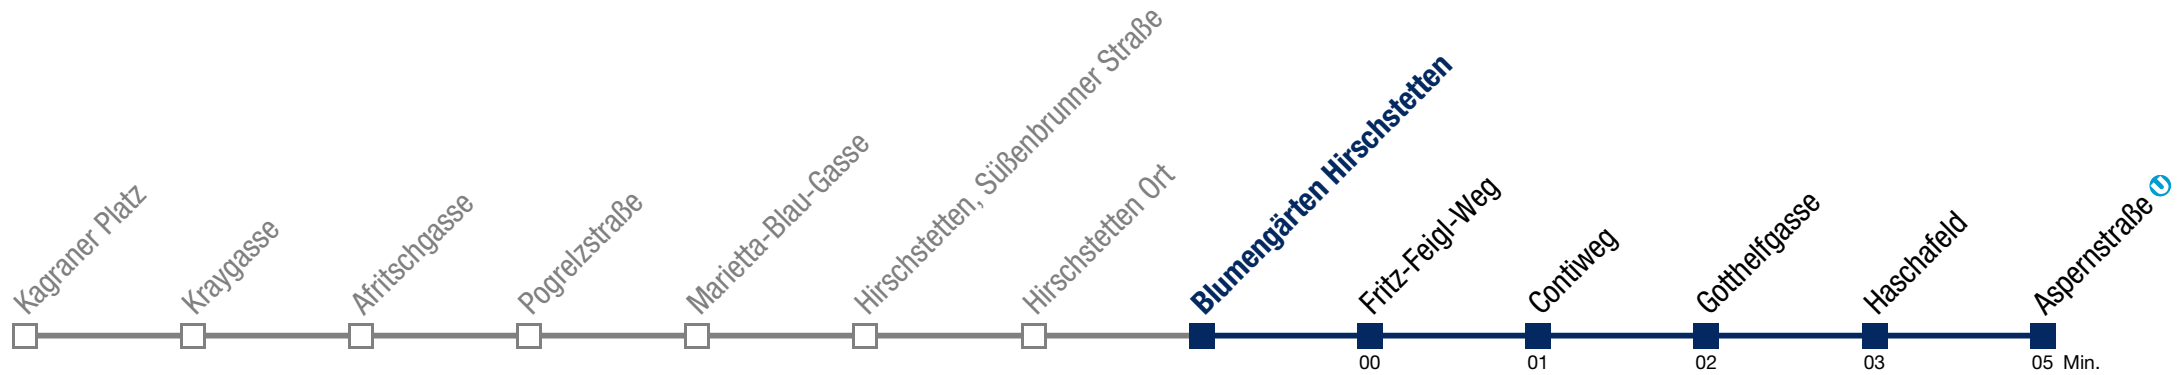 Kagraner Platz
Kraygasse
Afritschgasse
Pogrelzstraße
Marietta-Blau-Gasse
Hirschstetten, Süßenbrunner Straße
Hirschstetten Ort
Blumengärten Hirschstetten
Fritz-Feigl-Weg
Contiweg
Gotthelfgasse
Haschafeld
Aspernstraße U
00 01 02 03 05 Min.